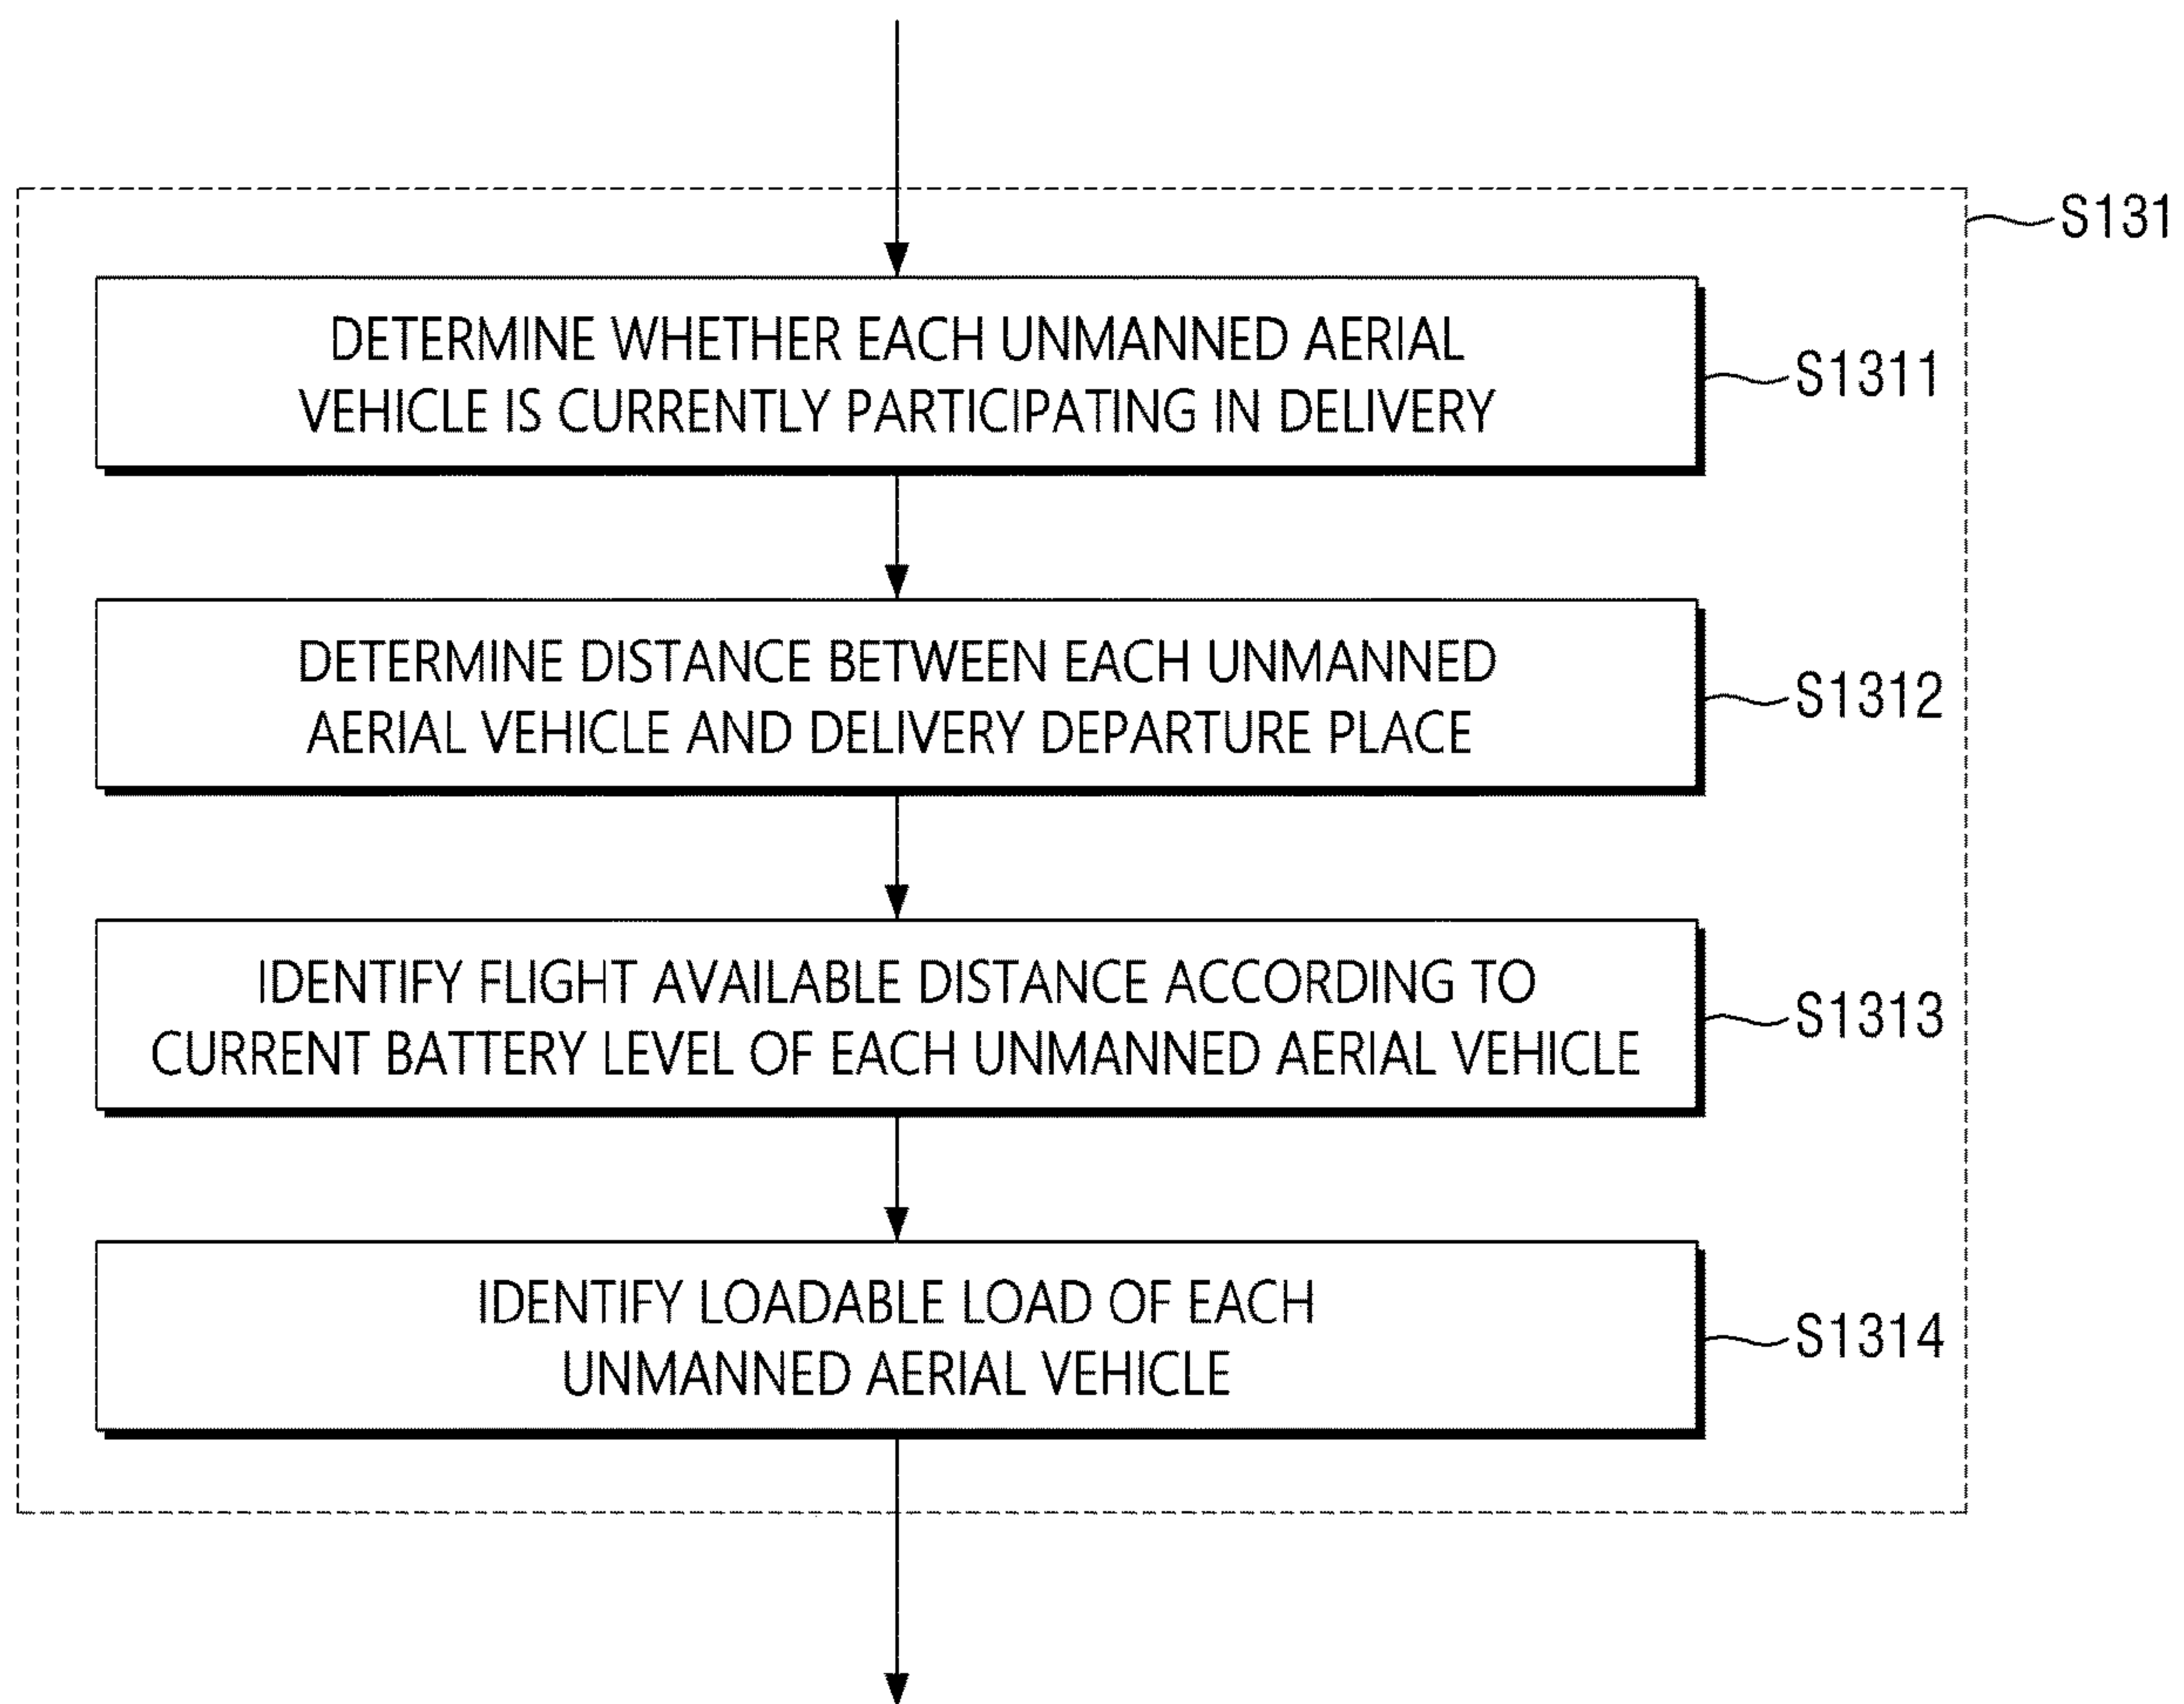 S131
DETERMINE WHETHER EACH UNMANNED AERIAL
VEHICLE IS CURRENTLY PARTICIPATING IN DELIVERY
S1311
DETERMINE DISTANCE BETWEEN EACH UNMANNED
AERIAL VEHICLE AND DELIVERY DEPARTURE PLACE
S1312
IDENTIFY FLIGHT AVAILABLE DISTANCE ACCORDING TO
CURRENT BATTERY LEVEL OF EACH UNMANNED AERIAL VEHICLE
S1313
IDENTIFY LOADABLE LOAD OF EACH
UNMANNED AERIAL VEHICLE
S1314